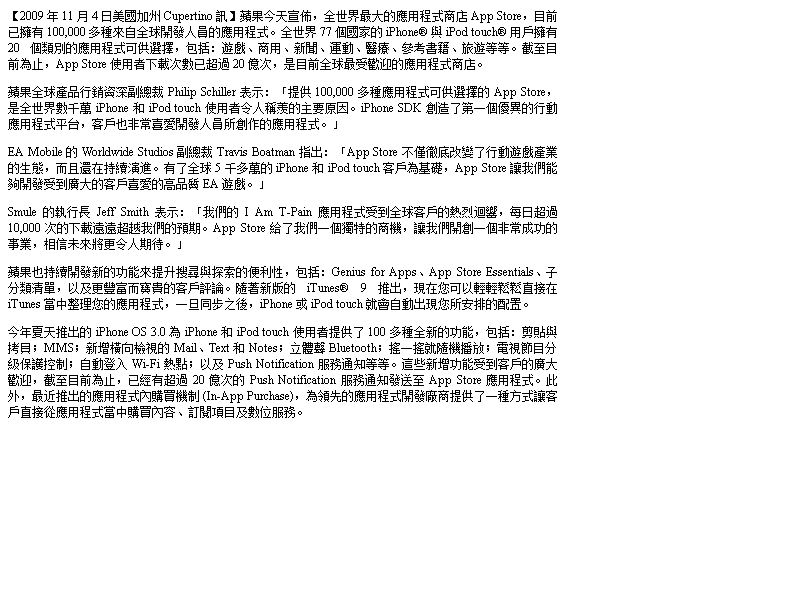 【2009 年 11 月 4 日美國加州 Cupertino 訊】蘋果今天宣佈，全世界最大的應用程式商店 App Store，目前
已擁有 100,000 多種來自全球開發人員的應用程式。全世界 77 個國家的 iPhone® 與 iPod touch® 用戶擁有
20 個類別的應用程式可供選擇，包括：遊戲、商用、新聞、運動、醫療、參考書籍、旅遊等等。截至目
前為止，App Store 使用者下載次數已超過 20 億次，是目前全球最受歡迎的應用程式商店。
蘋果全球產品行銷資深副總裁 Philip Schiller 表示：「提供 100,000 多種應用程式可供選擇的 App Store，
是全世界數千萬 iPhone 和 iPod touch 使用者令人稱羨的主要原因。iPhone SDK 創造了第一個優異的行動
應用程式平台，客戶也非常喜愛開發人員所創作的應用程式。」
EA Mobile 的 Worldwide Studios 副總裁 Travis Boatman 指出：「App Store 不僅徹底改變了行動遊戲產業
的生態，而且還在持續演進。有了全球 5 千多萬的 iPhone 和 iPod touch 客戶為基礎，App Store 讓我們能
夠開發受到廣大的客戶喜愛的高品質 EA 遊戲。」
Smule 的執行長 Jeff Smith 表示：「我們的 I Am T-Pain 應用程式受到全球客戶的熱烈迴響，每日超過
10,000 次的下載遠遠超越我們的預期。App Store 給了我們一個獨特的商機，讓我們開創一個非常成功的
事業，相信未來將更令人期待。」
蘋果也持續開發新的功能來提升搜尋與探索的便利性，包括：Genius for Apps、App Store Essentials、子
分類清單，以及更豐富而寶貴的客戶評論。隨著新版的 iTunes® 9 推出，現在您可以輕輕鬆鬆直接在
iTunes 當中整理您的應用程式，一旦同步之後，iPhone 或 iPod touch 就會自動出現您所安排的配置。
今年夏天推出的 iPhone OS 3.0 為 iPhone 和 iPod touch 使用者提供了 100 多種全新的功能，包括：剪貼與
拷貝；MMS；新增橫向檢視的 Mail、Text 和 Notes；立體聲 Bluetooth；搖一搖就隨機播放；電視節目分
級保護控制；自動登入 Wi-Fi 熱點；以及 Push Notification 服務通知等等。這些新增功能受到客戶的廣大
歡迎，截至目前為止，已經有超過 20 億次的 Push Notification 服務通知發送至 App Store 應用程式。此
外，最近推出的應用程式內購買機制 (In-App Purchase)，為領先的應用程式開發廠商提供了一種方式讓客
戶直接從應用程式當中購買內容、訂閱項目及數位服務。